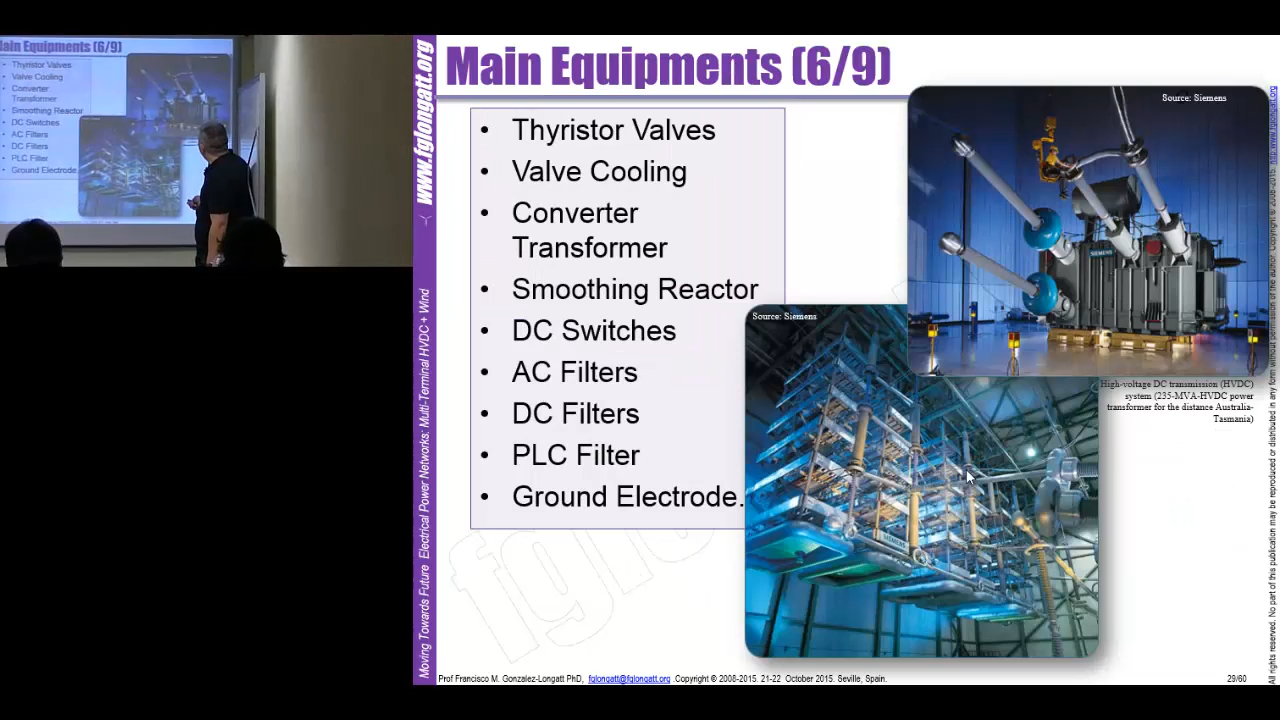 Main Equipments (6/9)
Thyristor Valves
Valve Cooling
Converter
Transformer
Smoothing Reactor
DC Switches
AC Filters
DC Filters
PLC Filter
Ground Electrode.
www.fglongatt.org
Main Equipments (6/9)
• Thyristor Valves
• Valve Cooling
• Converter
Transformer
• Smoothing Reactor
• DC Switches
• AC Filters
• DC Filters
• PLC Filter
• Ground Electrode.
Source: Siemens
SIEMENS
Source: Siemens
SIEMENS
High-voltage DC transmission (HVDC)
system (235-MVA-HVDC power
transformer for the distance Australia-
Tasmania)
Moving Towards Future Electrical Power Networks: Multi-Terminal HVDC + Wind
All rights reserved. No part of this publication may be reproduced or distributed in any form without permission of the author. Copyright © 2008-2015. http:www.fglongatt.org
Prof Francisco M. Gonzalez-Longatt PhD, fglongatt@fglongatt.org .Copyright © 2008-2015. 21-22 October 2015. Seville, Spain.
29/60